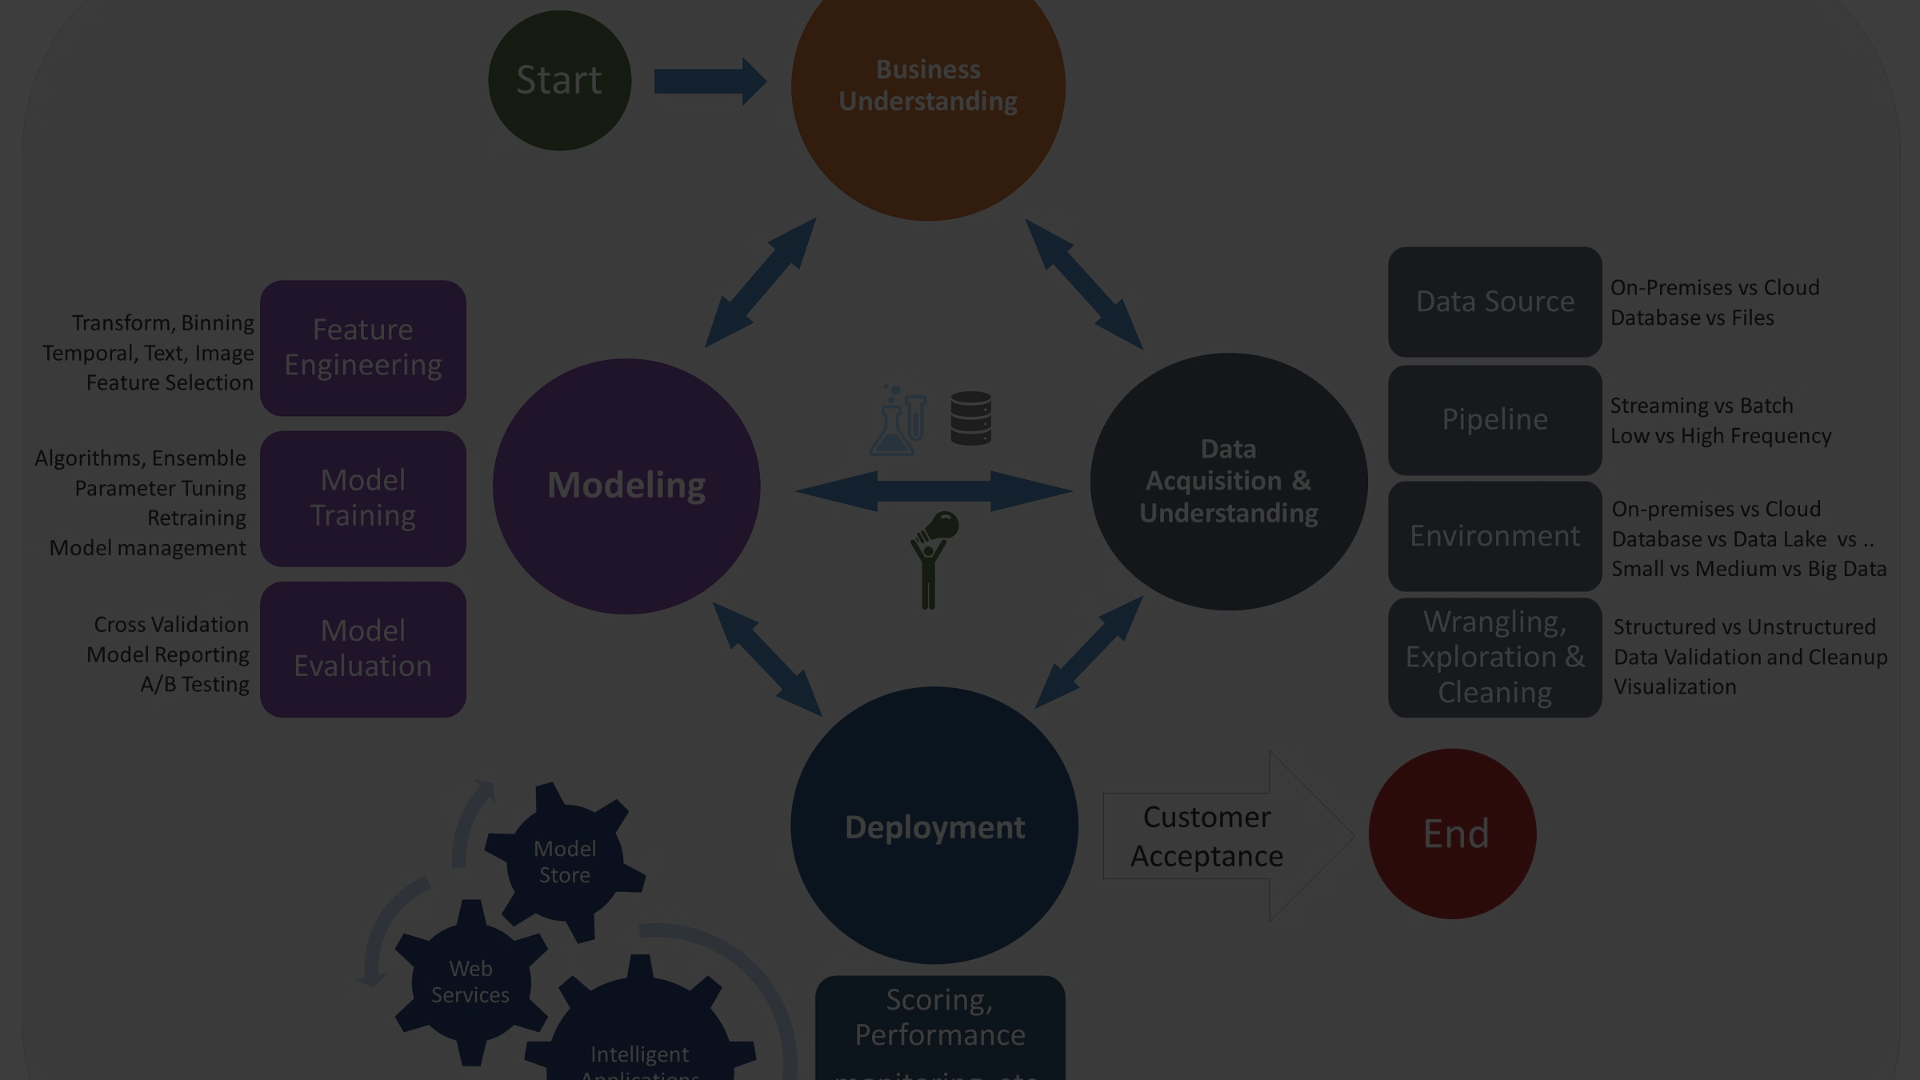 Start
Business
Understanding
Transform, Binning
Temporal, Text, Image
Feature Selection
Feature
Engineering
Algorithms, Ensemble
Parameter Tuning
Retraining
Model management
Model
Training
Cross Validation
Model Reporting
A/B Testing
Model
Evaluation
Modeling
Data
Acquisition &
Understanding
Data Source
On-Premises vs Cloud
Database vs Files
Pipeline
Streaming vs Batch
Low vs High Frequency
Environment
On-premises vs Cloud
Database vs Data Lake vs ..
Small vs Medium vs Big Data
Wrangling,
Exploration &
Cleaning
Structured vs Unstructured
Data Validation and Cleanup
Visualization
Deployment
Customer
Acceptance
End
Model
Store
Web
Services
Intelligent
Applications
Scoring,
Performance
monitoring, etc